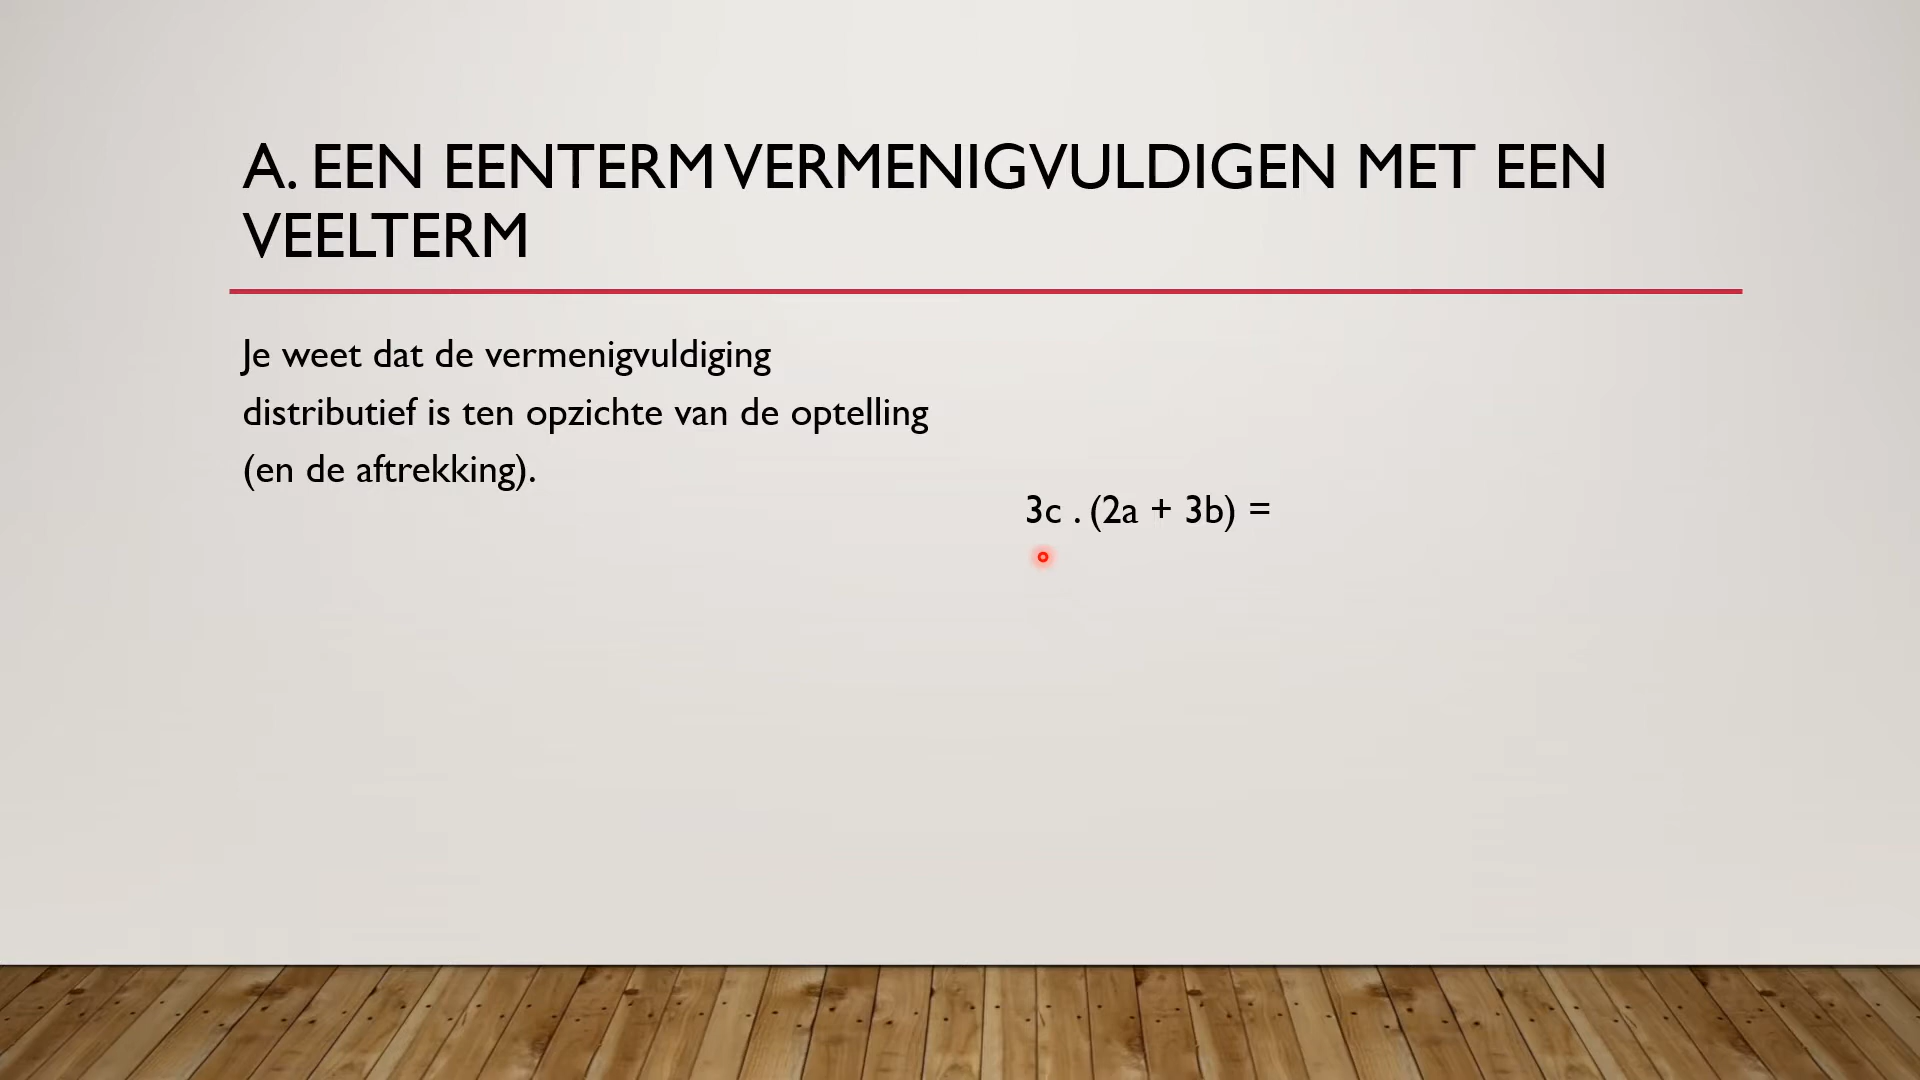 A. EEN EENTERM VERMENIGVULDIGEN MET EEN
VEELTERM
Je weet dat de vermenigvuldiging
distributief is ten opzichte van de optelling
(en de aftrekking).
3c . (2a + 3b) =